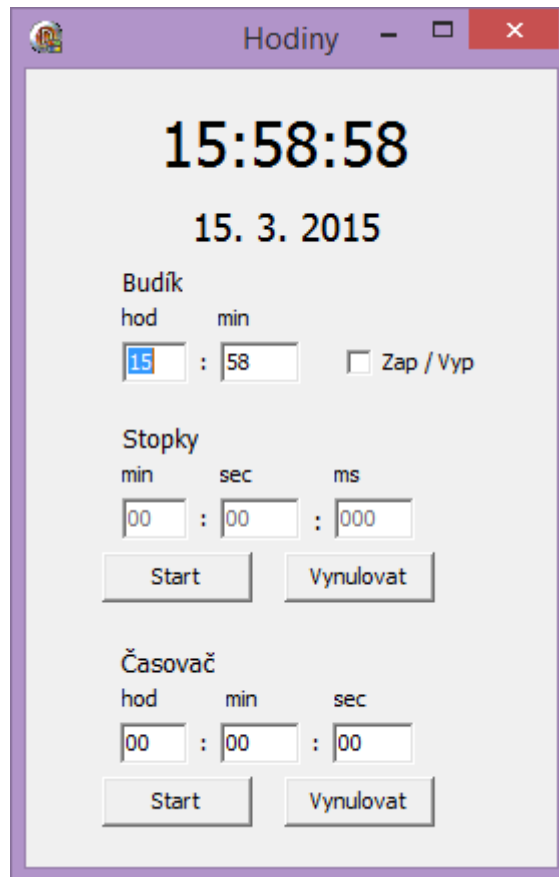 Hodiny
15:58:58
15. 3. 2015
Budík
hod min
15 : 58 Zap / Vyp
Stopky
min sec ms
00 : 00 : 000
Start Vynulovat
Časovač
hod min sec
00 : 00 : 00
Start Vynulovat